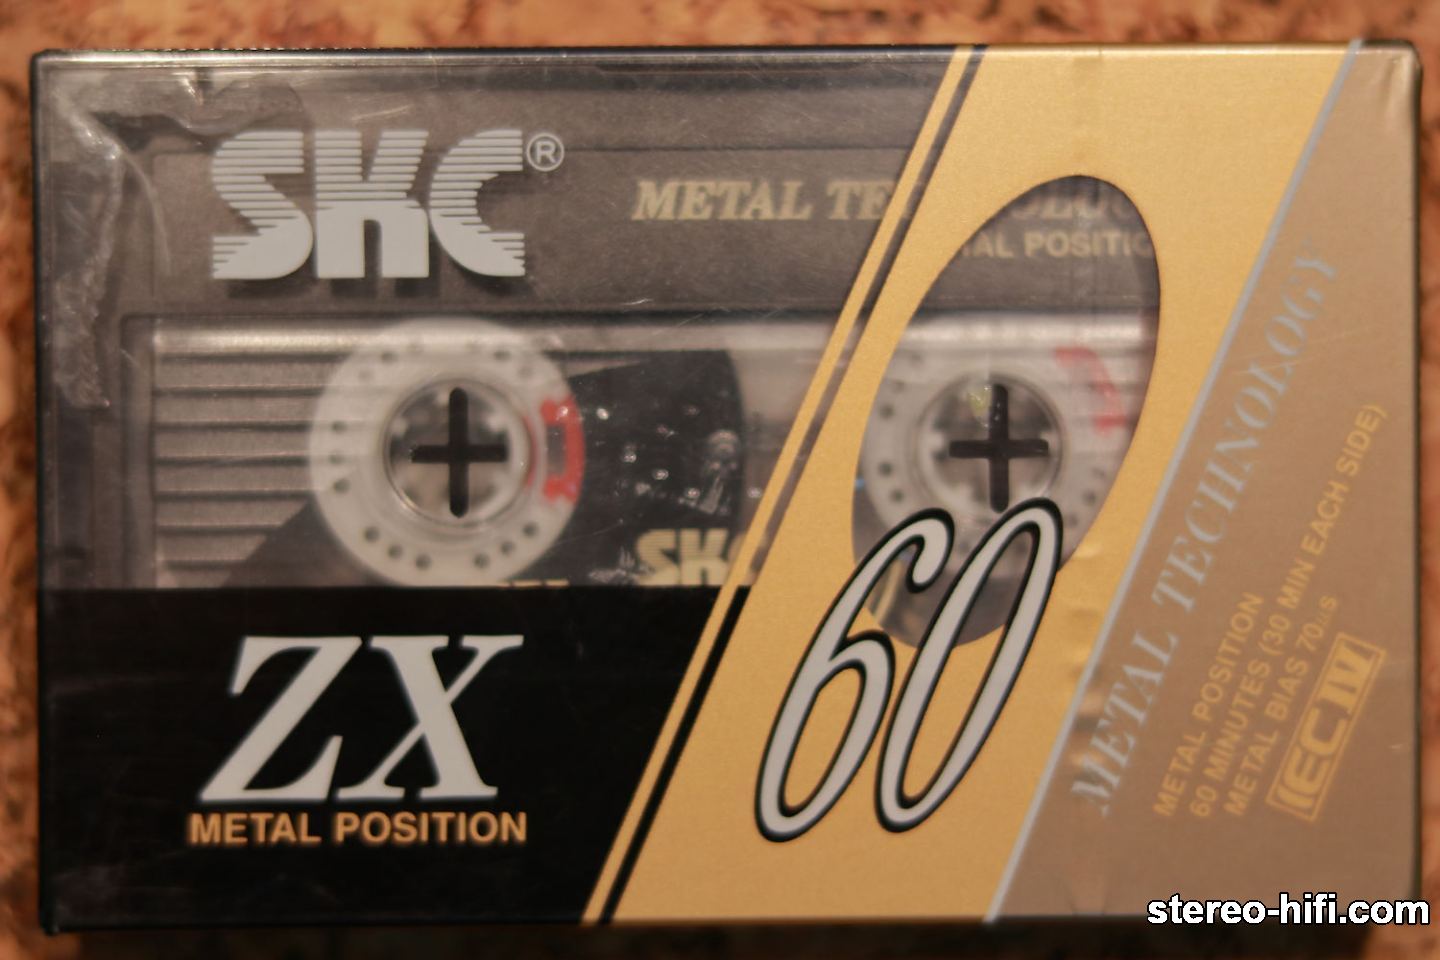 SKC®
METAL TE
METAL POSITION
SKC
60
ZX
METAL POSITION
METAL TECHNOLOGY
METAL POSITION
60 MINUTES (30 MIN EACH SIDE)
METAL BIAS 70µS
IEC IV
stereo-hifi.com